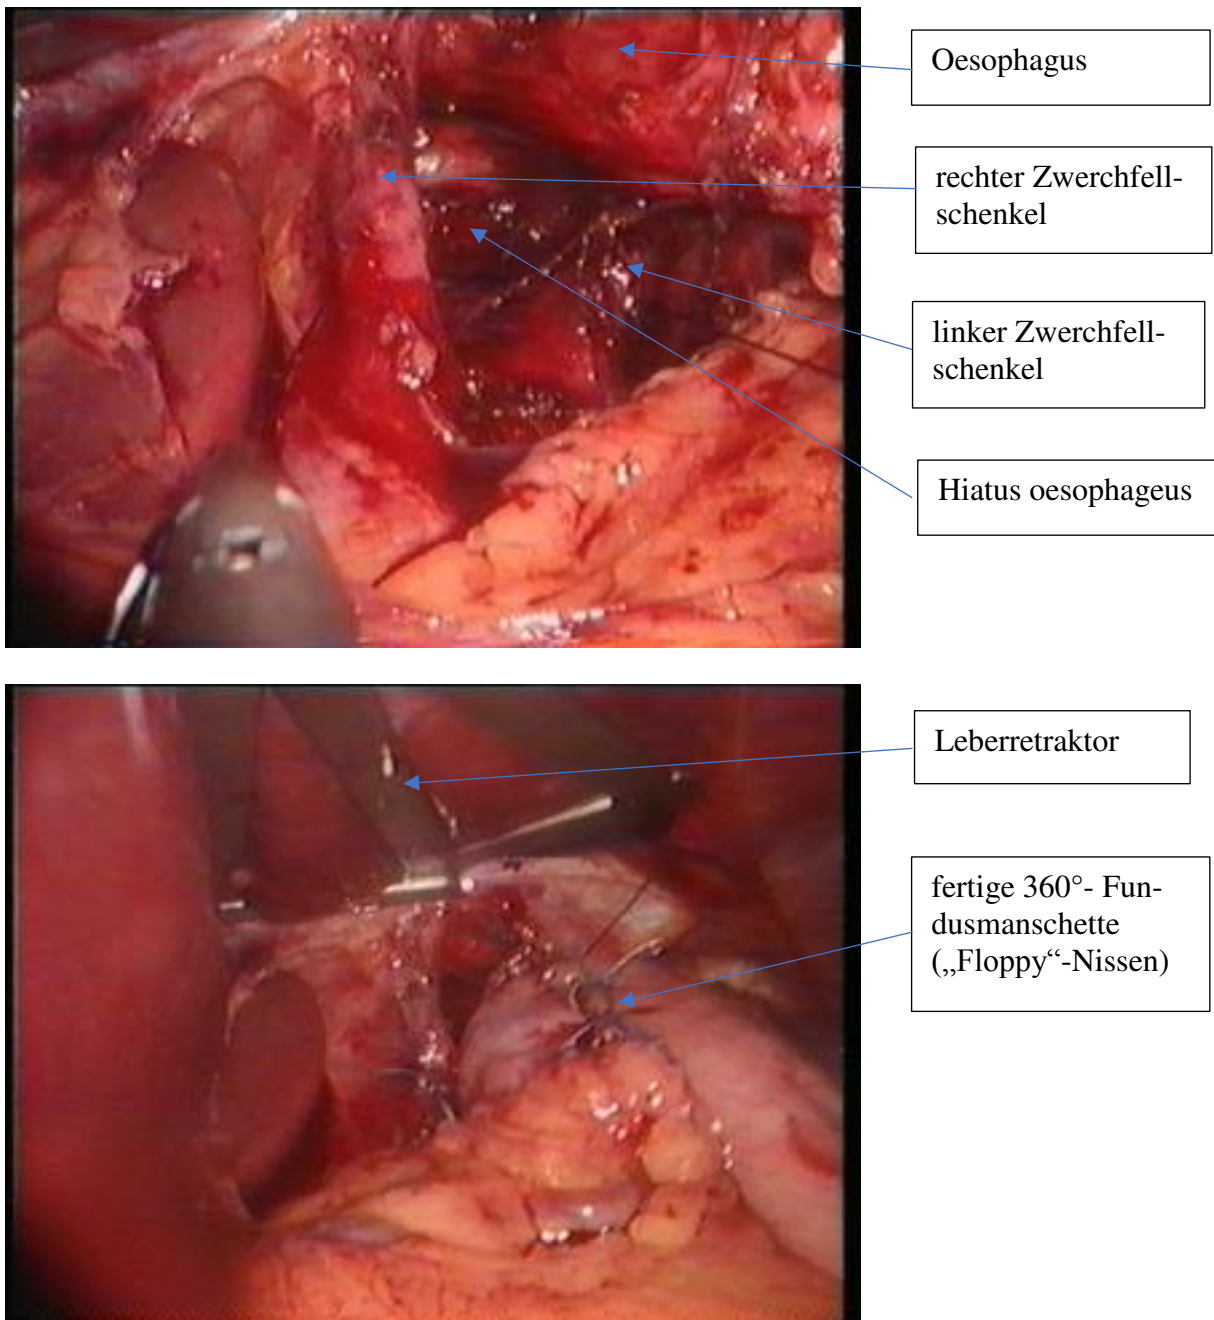 Oesophagus
rechter Zwerchfell-
schenkel
linker Zwerchfell-
schenkel
Hiatus oesophageus
Leberretraktor
fertige 360°- Fun-
dusmanschette
(„Floppy“-Nissen)